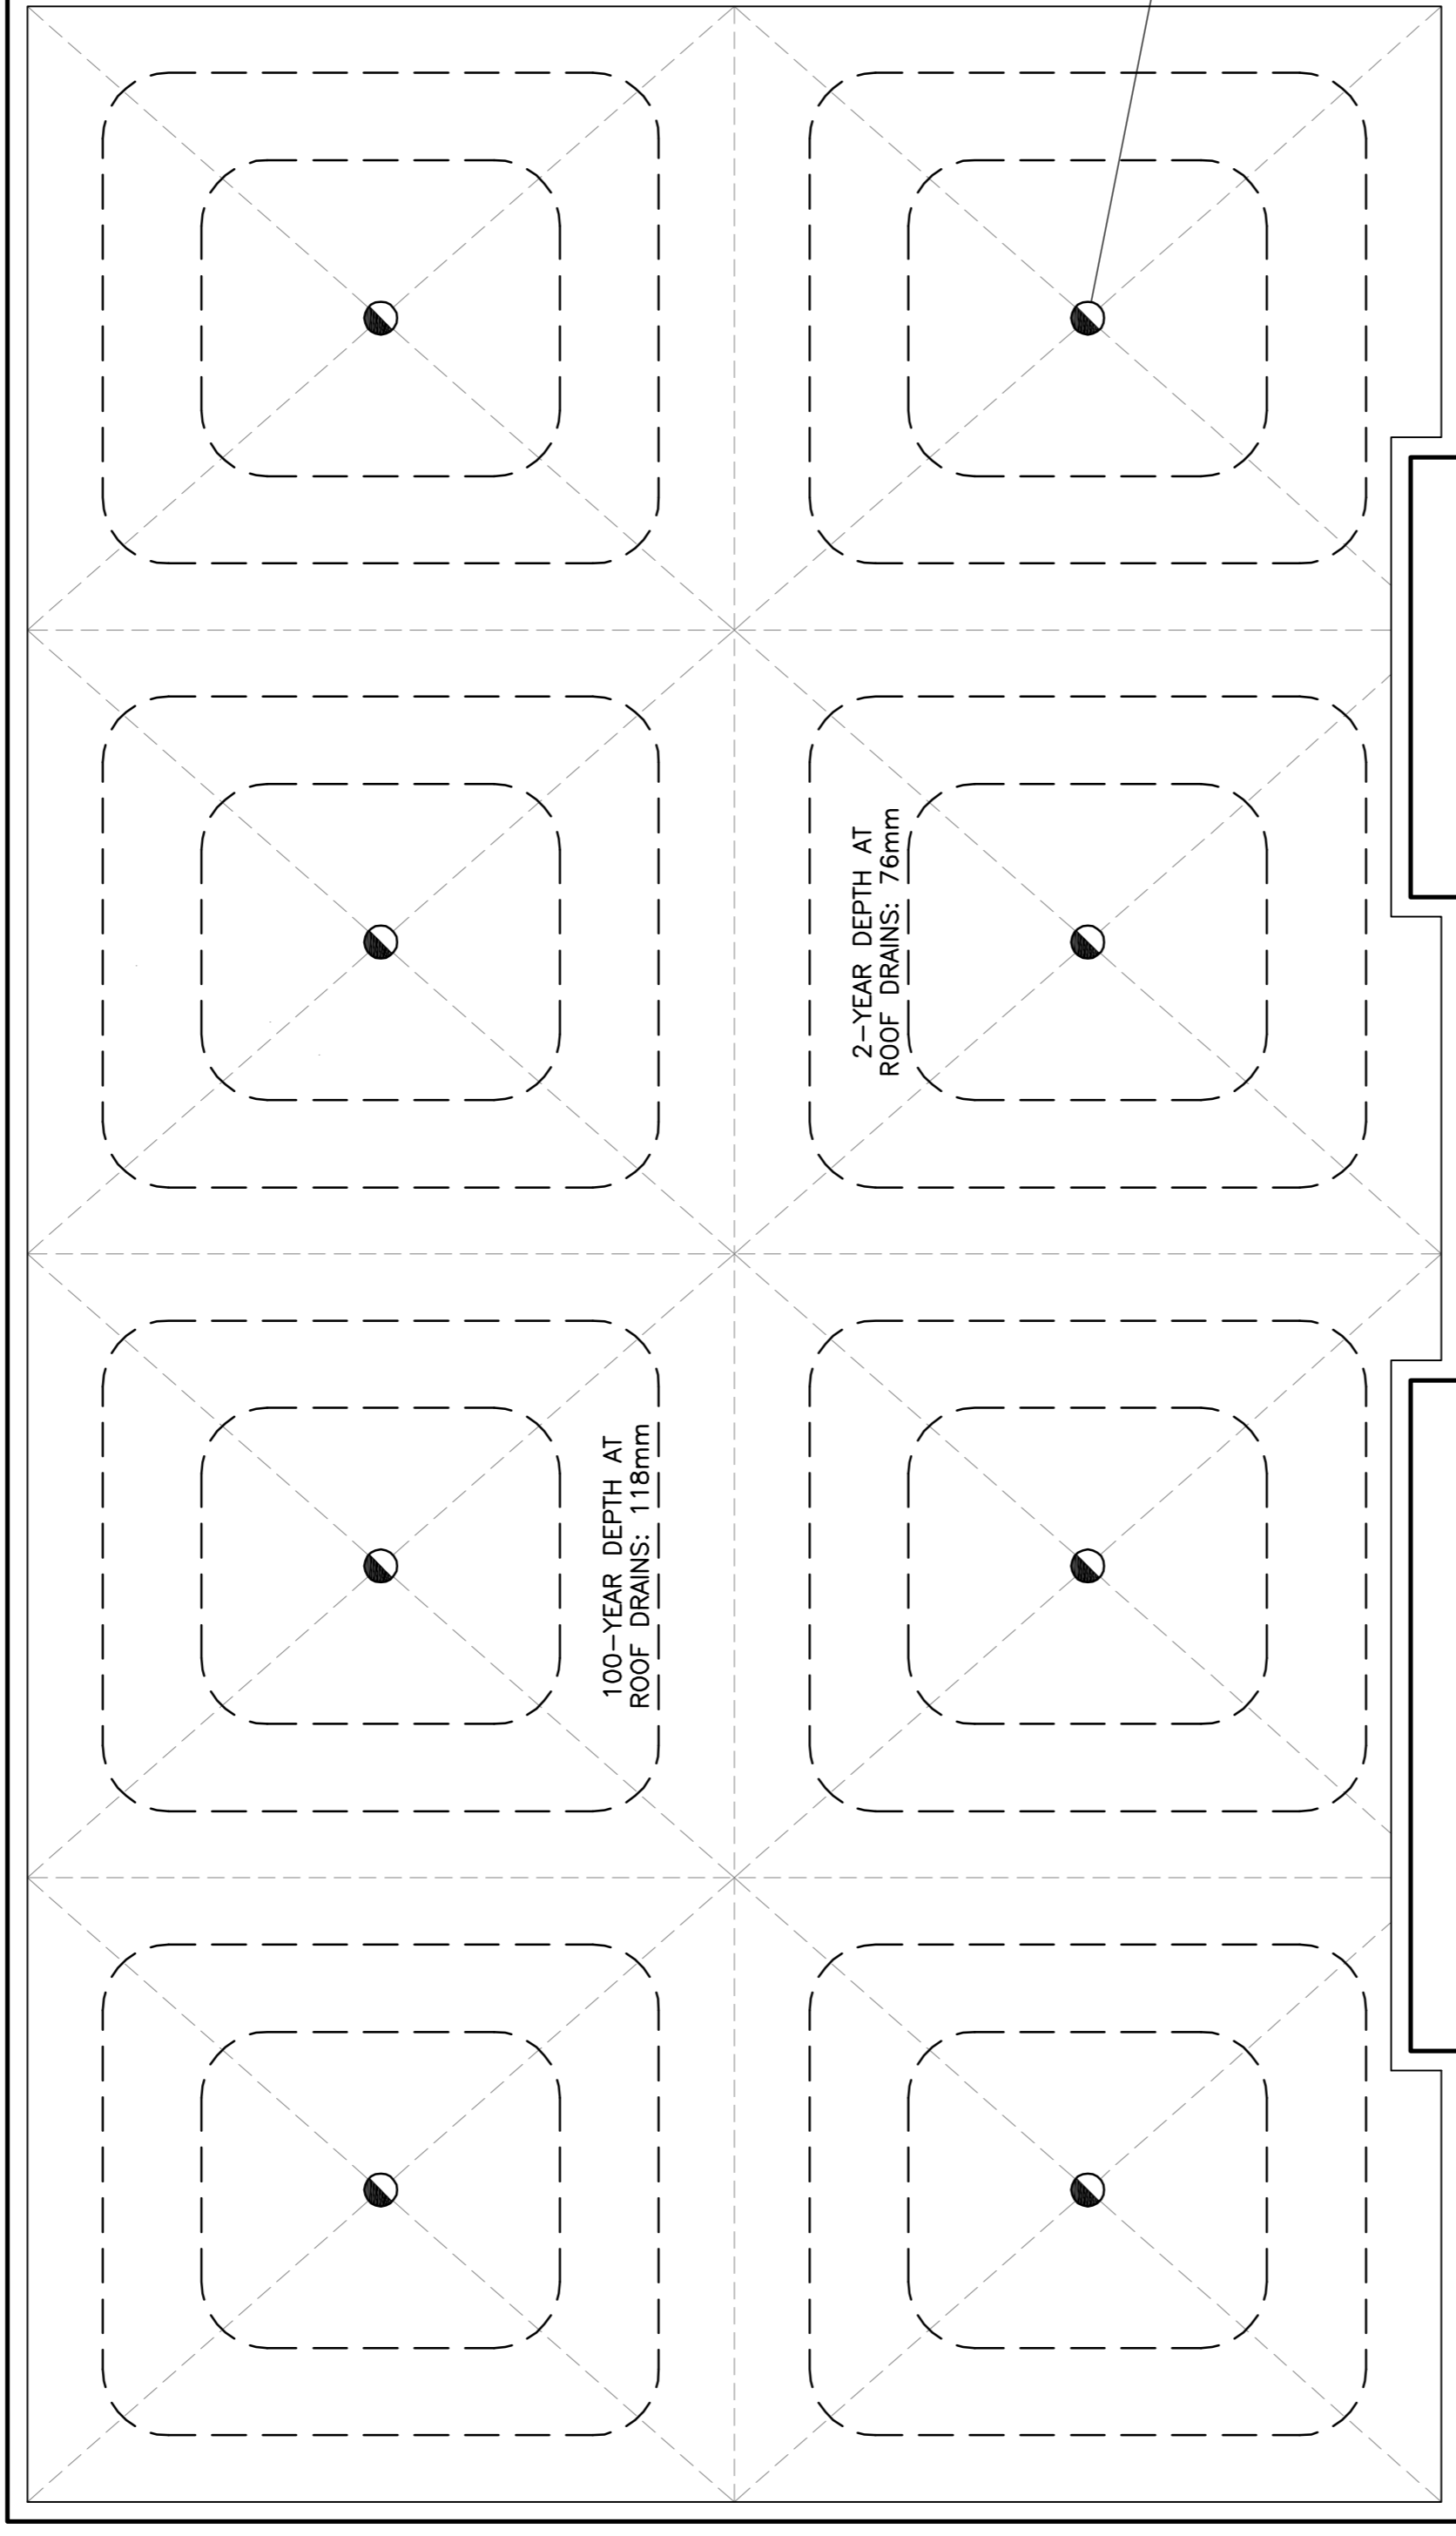 2-YEAR DEPTH AT
ROOF DRAINS: 76mm
100-YEAR DEPTH AT
ROOF DRAINS: 118mm